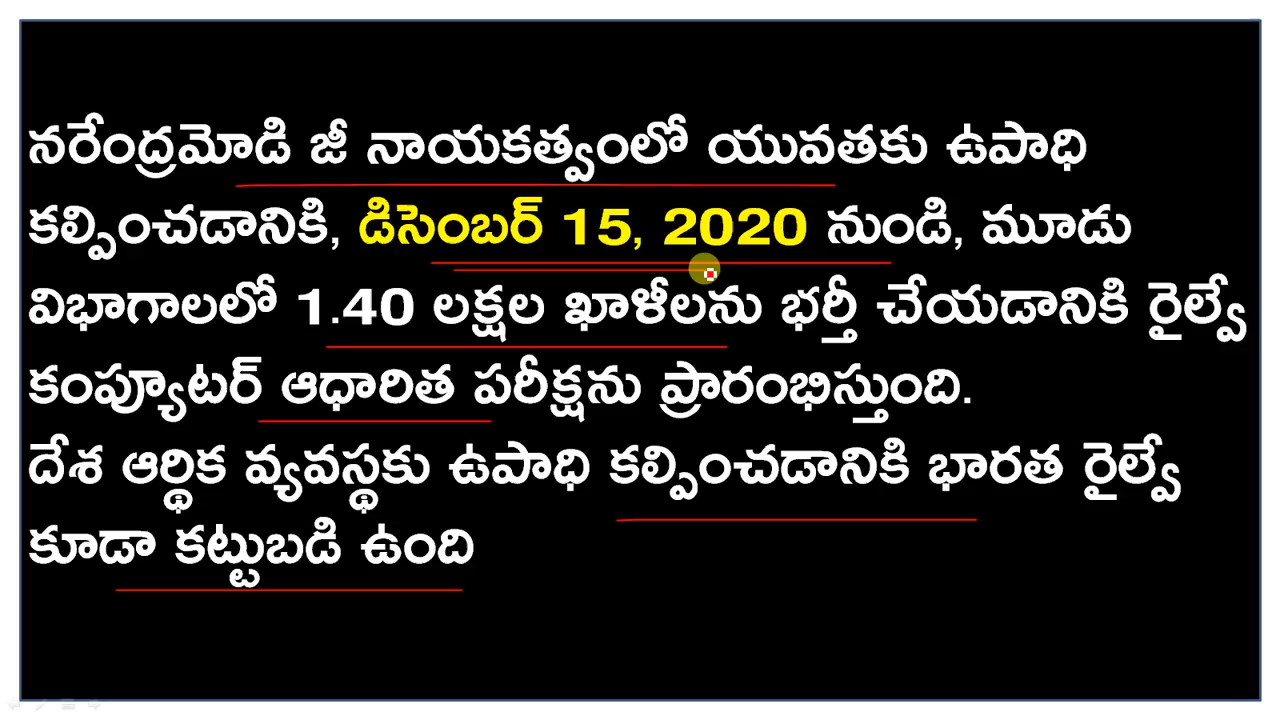 నరేంద్రమోడి జీ నాయకత్వంలో యువతకు ఉపాధి
కల్పించడానికి, డిసెంబర్ 15, 2020 నుండి, మూడు
విభాగాలలో 1.40 లక్షల ఖాళీలను భర్తీ చేయడానికి రైల్వే
కంప్యూటర్ ఆధారిత పరీక్షను ప్రారంభిస్తుంది.
దేశ ఆర్థిక వ్యవస్థకు ఉపాధి కల్పించడానికి భారత రైల్వే
కూడా కట్టుబడి ఉంది